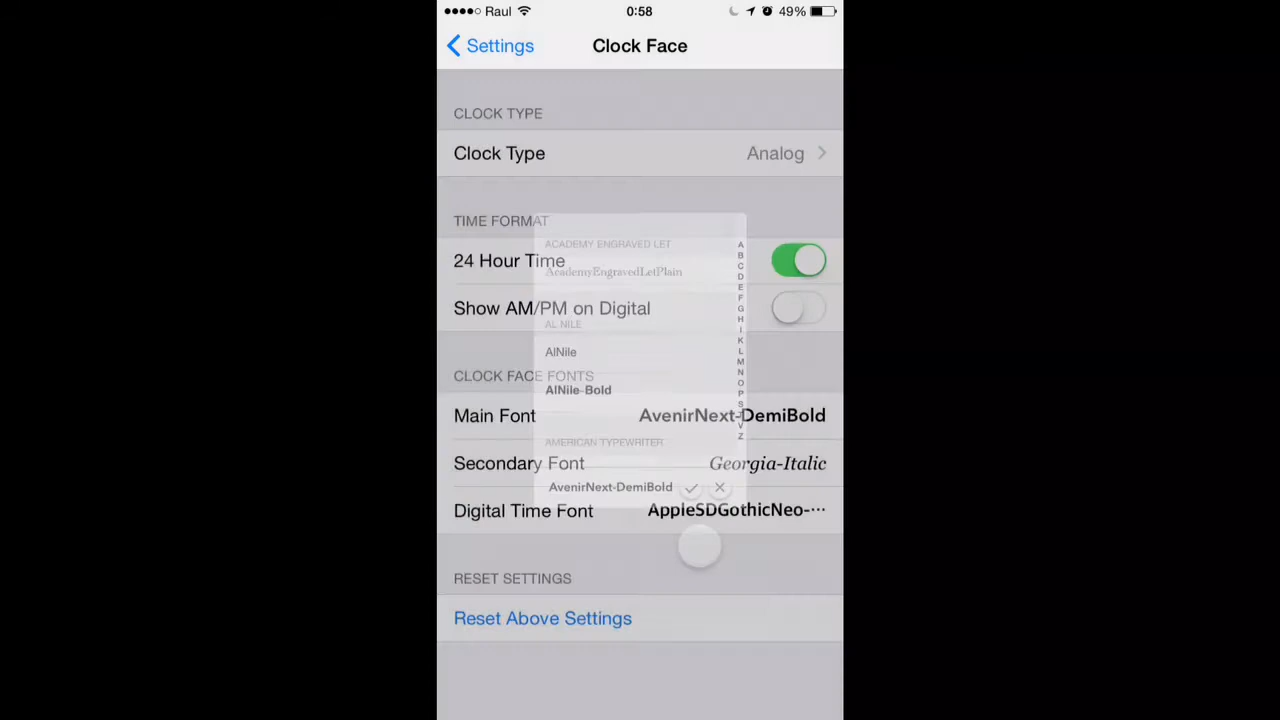 Raul 0:58 49%
Settings Clock Face
CLOCK TYPE
Clock Type Analog
TIME FORMAT
ACADEMY ENGRAVED LET
24 Hour Time
AcademyEngravedLetPlain
Show AM/PM on Digital
AL NILE
AlNile
CLOCK FACE FONTS
AlNile-Bold
Main Font AvenirNext-DemiBold
AMERICAN TYPEWRITER
Secondary Font Georgia-Italic
AvenirNext-DemiBold
Digital Time Font AppleSDGothicNeo-···
RESET SETTINGS
Reset Above Settings
A
B
C
D
E
F
G
H
I
K
L
M
N
O
P
S
T
V
Z